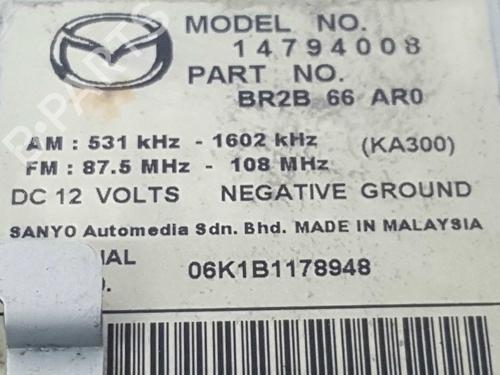 MODEL NO.
14794008
PART NO.
BR2B 66 AR0
AM : 531 kHz - 1602 kHz (KA300)
FM : 87.5 MHz - 108 MHz
DC 12 VOLTS NEGATIVE GROUND
SANYO Automedia Sdn. Bhd. MADE IN MALAYSIA
06K1B1178948